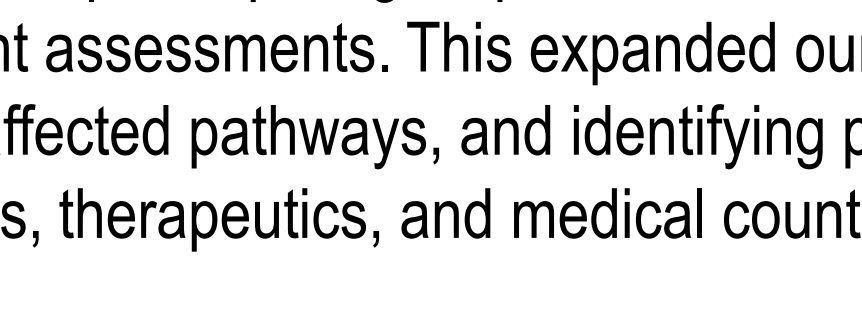 nt assessments. This expanded our
ffected pathways, and identifying p
s, therapeutics, and medical count